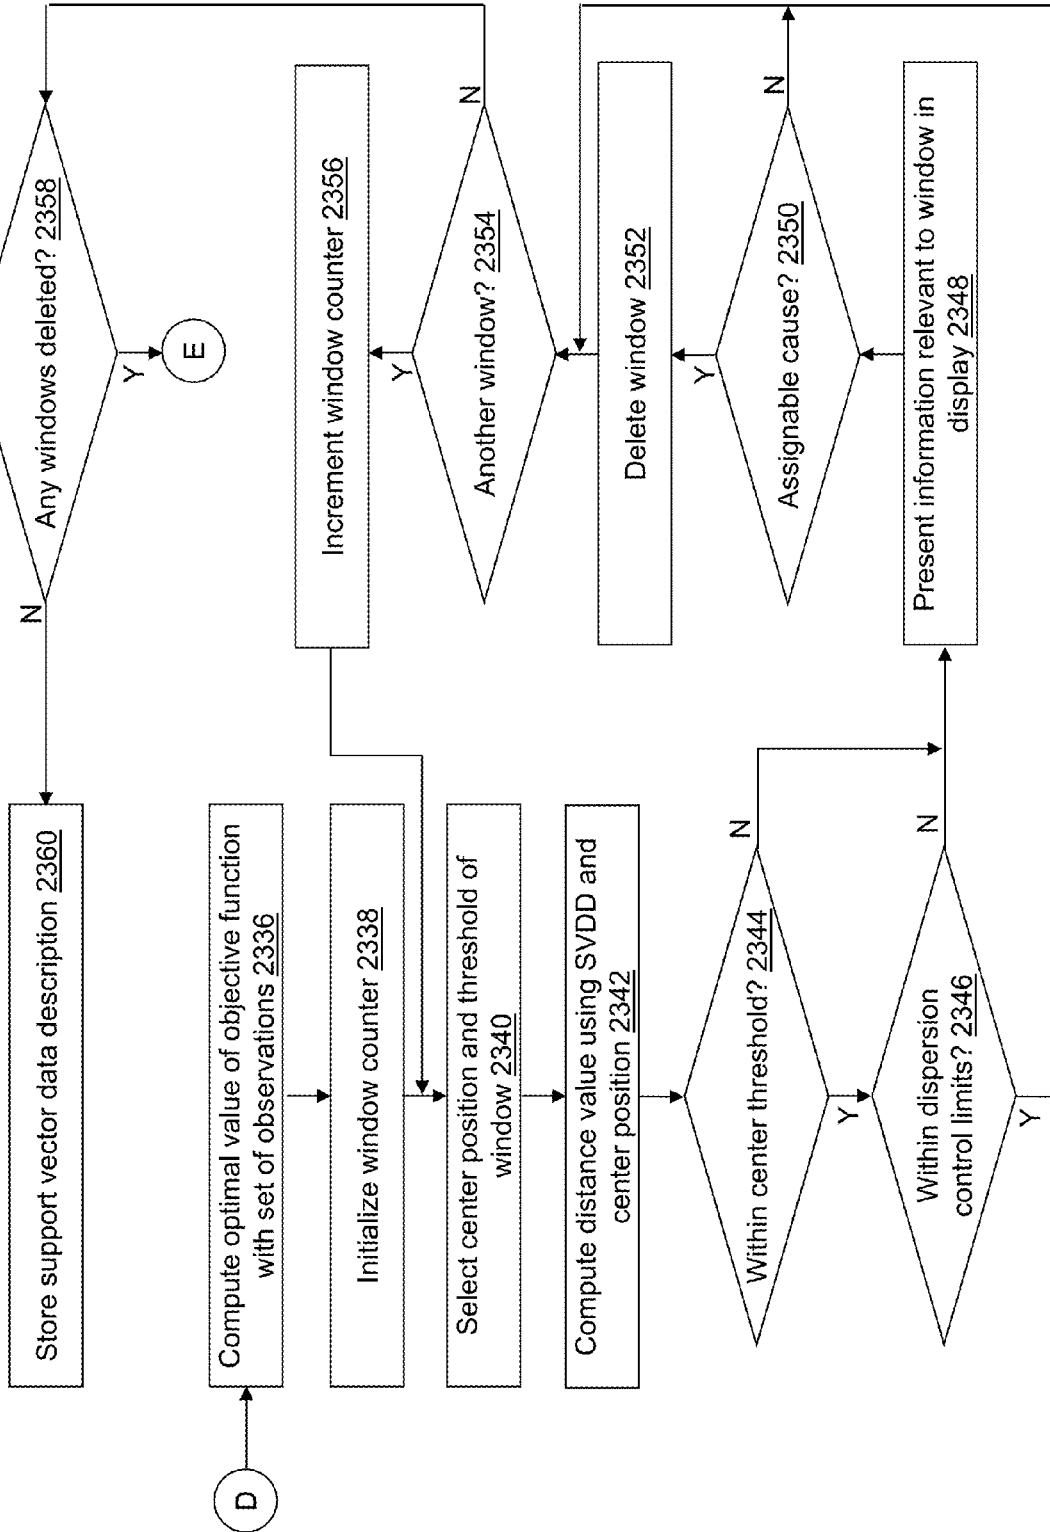 D
Compute optimal value of objective function
with set of observations 2336
Initialize window counter 2338
Select center position and threshold of
window 2340
Compute distance value using SVDD and
center position 2342
Within center threshold? 2344
N
Y
Within dispersion
control limits? 2346
N
Y
Present information relevant to window in
display 2348
Assignable cause? 2350
N
Y
Delete window 2352
Another window? 2354
N
Y
Increment window counter 2356
Any windows deleted? 2358
Y
E
N
Store support vector data description 2360